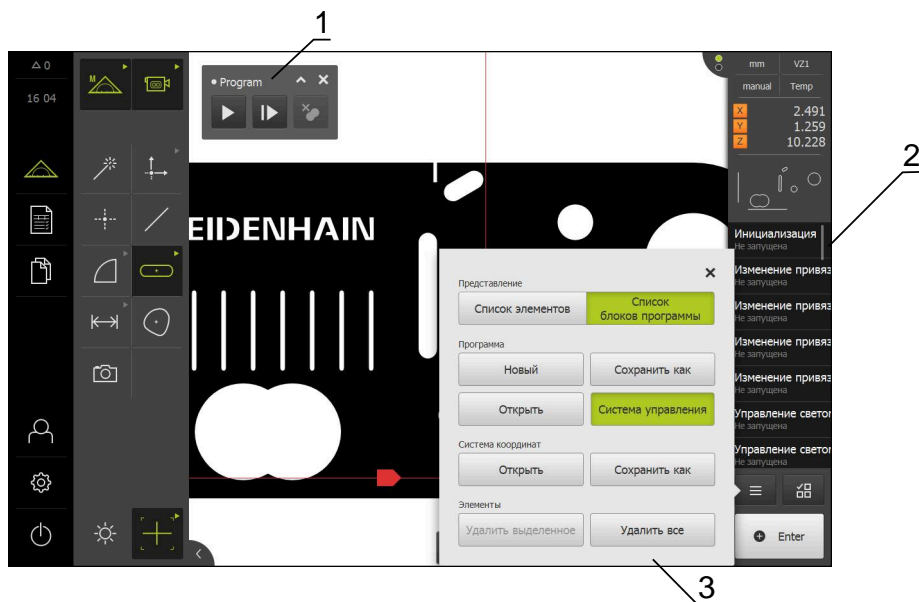 1
△ 0
mm
VZ1
Program
M
manual
Temp
16 04
X 2.491
Y 1.259
Z 10.228
2
EIDENHAIN
Инициализация
Не запущена
Изменение привяз
Не запущена
Изменение привяз
Не запущена
Изменение привяз
Не запущена
Изменение привяз
Не запущена
Управление светом
Не запущена
Управление светом
Не запущена
Представление
Список элементов
Список
блоков программы
Программа
Новый
Сохранить как
Открыть
Система управления
Система координат
Открыть
Сохранить как
Элементы
Удалить выделенное
Удалить все
Enter
3